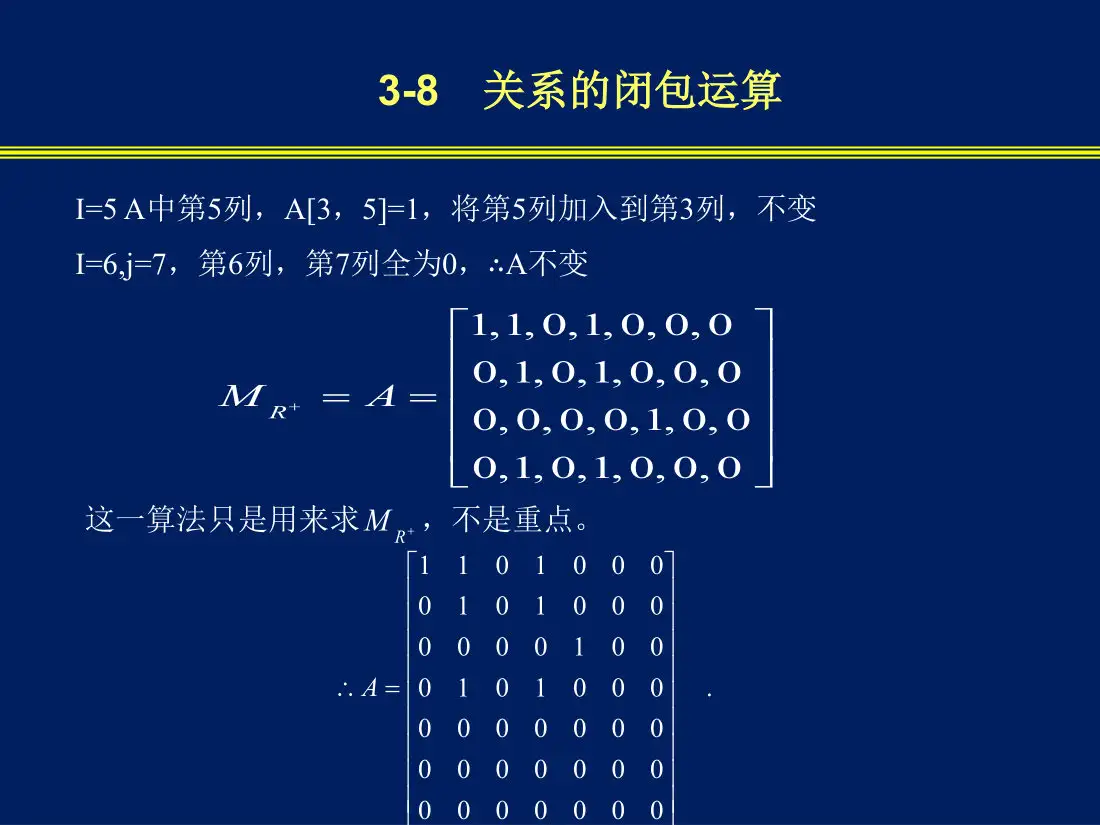 3-8 关系的闭包运算
I=5 A中第5列，A[3，5]=1，将第5列加入到第3列，不变
I=6,j=7，第6列，第7列全为0，∴A不变
1, 1, O, 1, O, O, O
O, 1, O, 1, O, O, O
M R+ = A =
O, O, O, O, 1, O, O
O, 1, O, 1, O, O, O
这一算法只是用来求 M R+ ，不是重点。
1 1 0 1 0 0 0
0 1 0 1 0 0 0
0 0 0 0 1 0 0
∴ A = 0 1 0 1 0 0 0 .
0 0 0 0 0 0 0
0 0 0 0 0 0 0
0 0 0 0 0 0 0